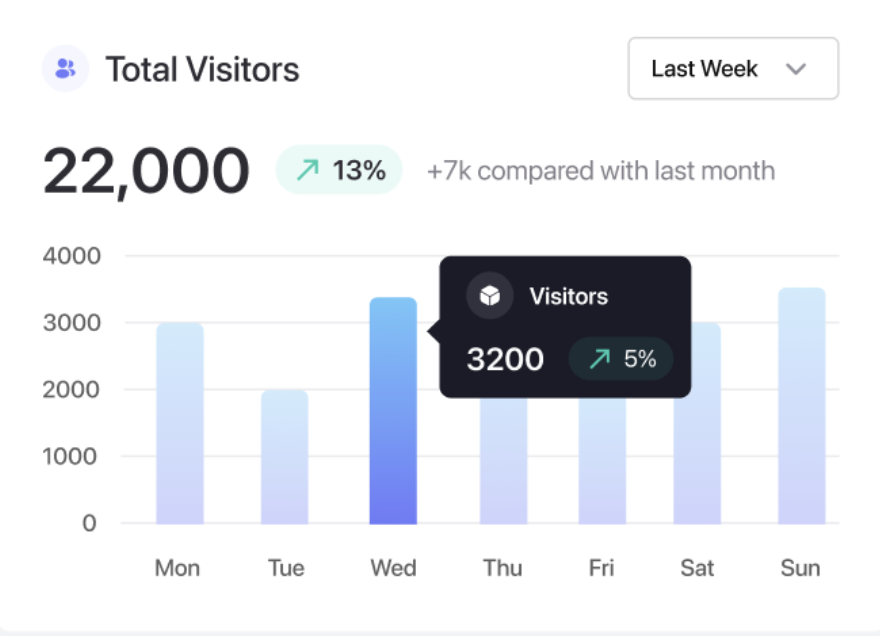 Total Visitors
Last Week
22,000
13%
+7k compared with last month
4000
3000
2000
1000
0
Visitors
3200
5%
Mon Tue Wed Thu Fri Sat Sun